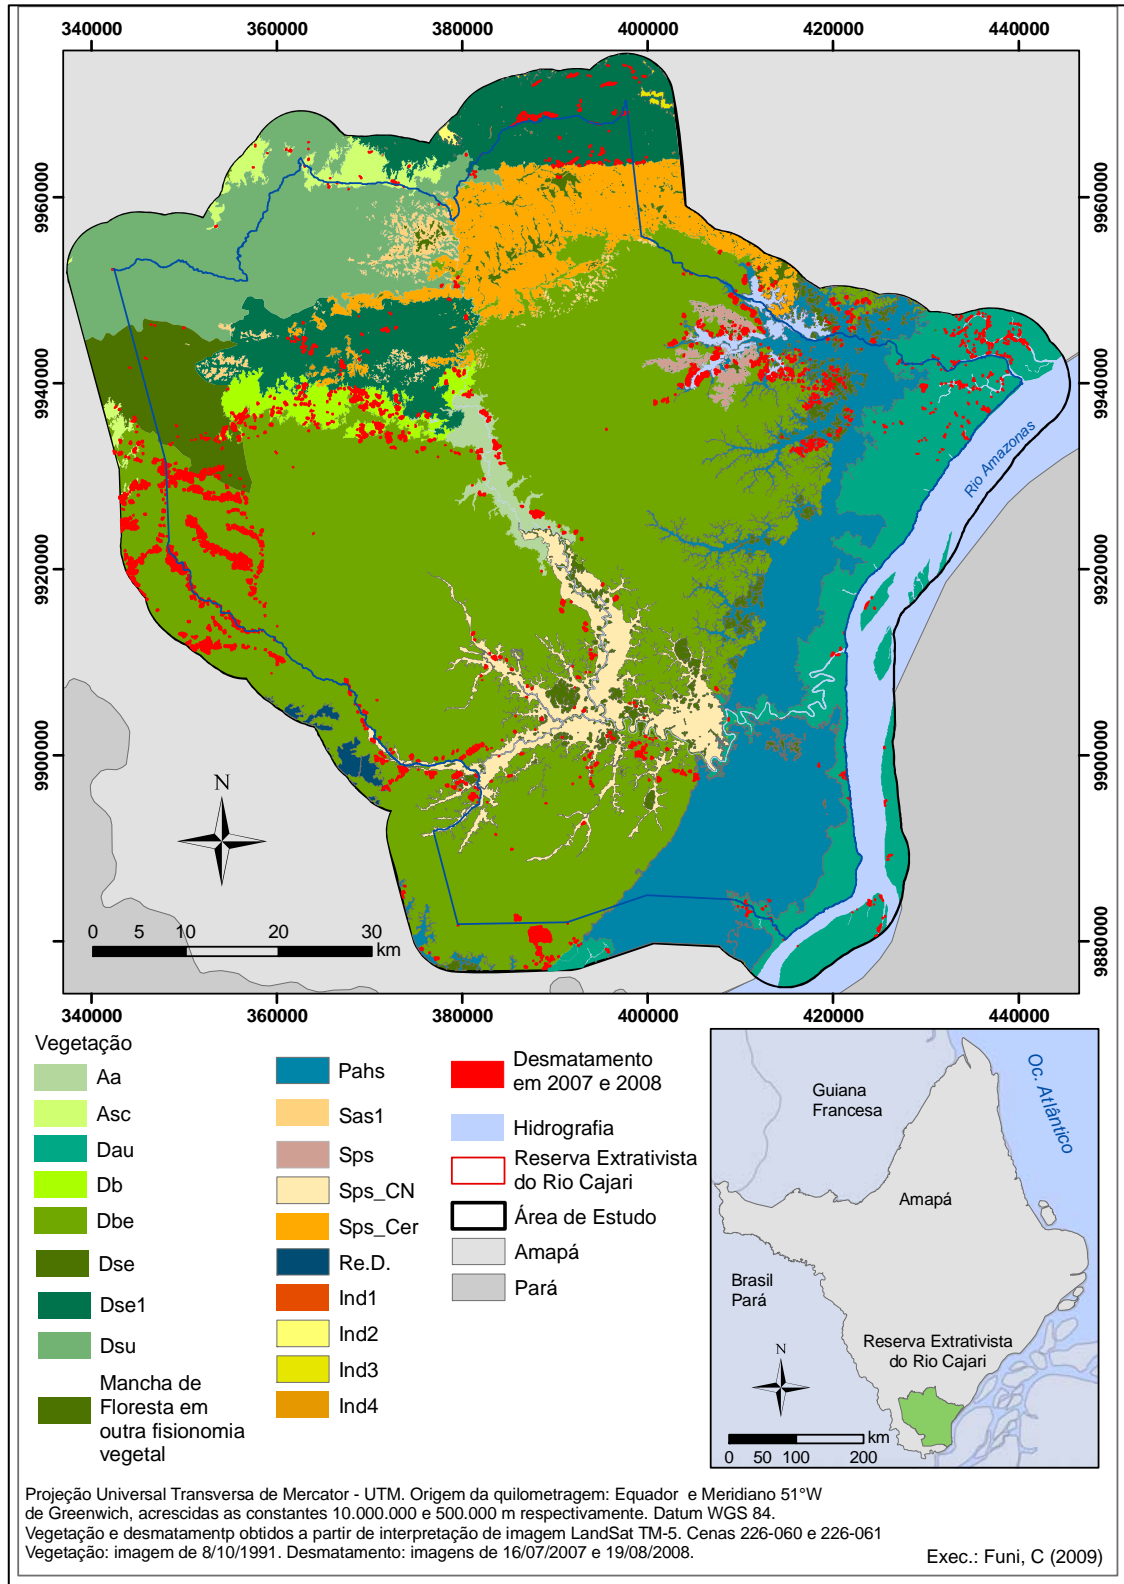 340000 360000 380000 400000 420000 440000
9960000 9960000
9940000 9940000
9920000 9920000
9900000 9900000
9880000
Rio Amazonas
N
0 5 10 20 30
km
340000 360000 380000 400000 420000 440000
Vegetação
Aa
Asc
Dau
Db
Dbe
Dse
Dse1
Dsu
Mancha de
Floresta em
outra fisionomia
vegetal
Pahs
Sas1
Sps
Sps_CN
Sps_Cer
Re.D.
Ind1
Ind2
Ind3
Ind4
Desmatamento
em 2007 e 2008
Hidrografia
Reserva Extrativista
do Rio Cajari
Área de Estudo
Amapá
Pará
Oc. Atlântico
Guiana
Francesa
Amapá
Brasil
Pará
Reserva Extrativista
do Rio Cajari
N
km
0 50 100 200
Projeção Universal Transversa de Mercator - UTM. Origem da quilometragem: Equador e Meridiano 51°W
de Greenwich, acrescidas as constantes 10.000.000 e 500.000 m respectivamente. Datum WGS 84.
Vegetação e desmatamentp obtidos a partir de interpretação de imagem LandSat TM-5. Cenas 226-060 e 226-061
Vegetação: imagem de 8/10/1991. Desmatamento: imagens de 16/07/2007 e 19/08/2008.
Exec.: Funi, C (2009)